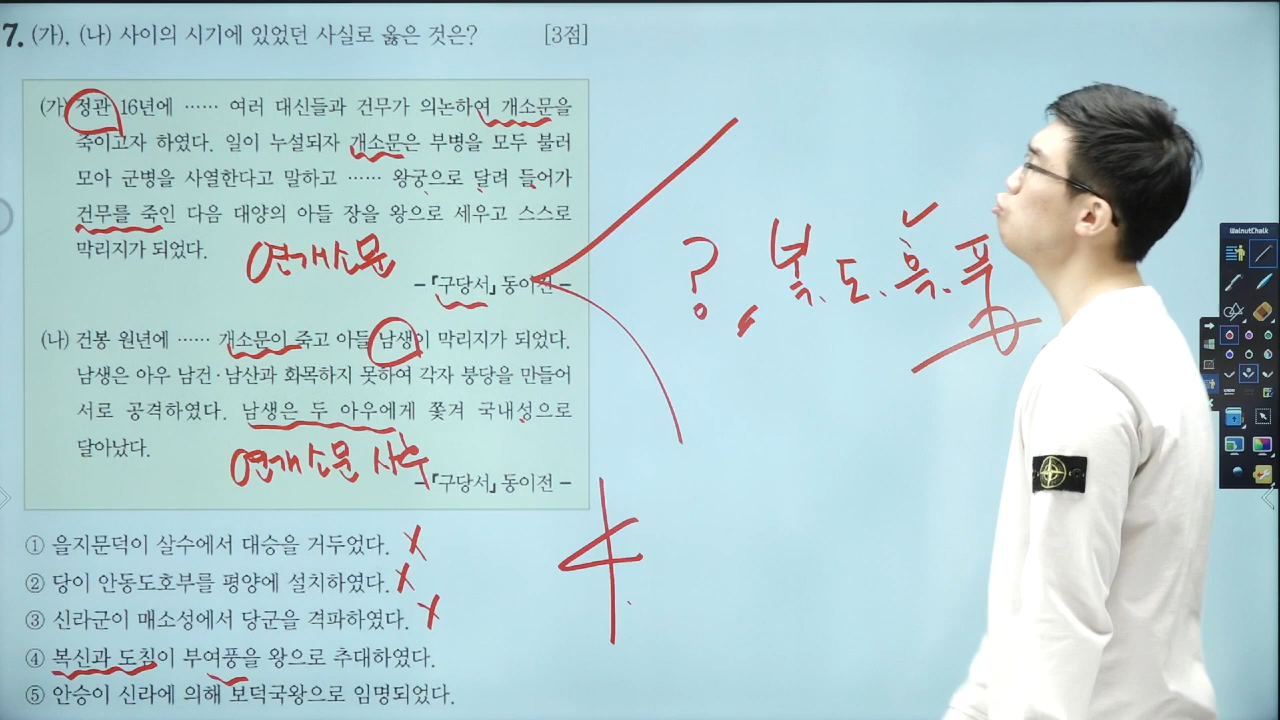 7. (가), (나) 사이의 시기에 있었던 사실로 옳은 것은? [3점]
(가) 정관 16년에 …… 여러 대신들과 건무가 의논하여 개소문을
죽이고자 하였다. 일이 누설되자 개소문은 부병을 모두 불러
모아 군병을 사열한다고 말하고 …… 왕궁으로 달려 들어가
건무를 죽인 다음 대양의 아들 장을 왕으로 세우고 스스로
막리지가 되었다.
연개소문
-『구당서』 동이전 -
(나) 건봉 원년에 …… 개소문이 죽고 아들 남생이 막리지가 되었다.
남생은 아우 남건·남산과 화목하지 못하여 각자 붕당을 만들어
서로 공격하였다. 남생은 두 아우에게 쫓겨 국내성으로
달아났다.
연개소문 사후
-『구당서』 동이전 -
① 을지문덕이 살수에서 대승을 거두었다. X
② 당이 안동도호부를 평양에 설치하였다. X
③ 신라군이 매소성에서 당군을 격파하였다. X
④ 복신과 도침이 부여풍을 왕으로 추대하였다.
⑤ 안승이 신라에 의해 보덕국왕으로 임명되었다.
?, 복. 도. 흑. 풍
4
WalnutChalk